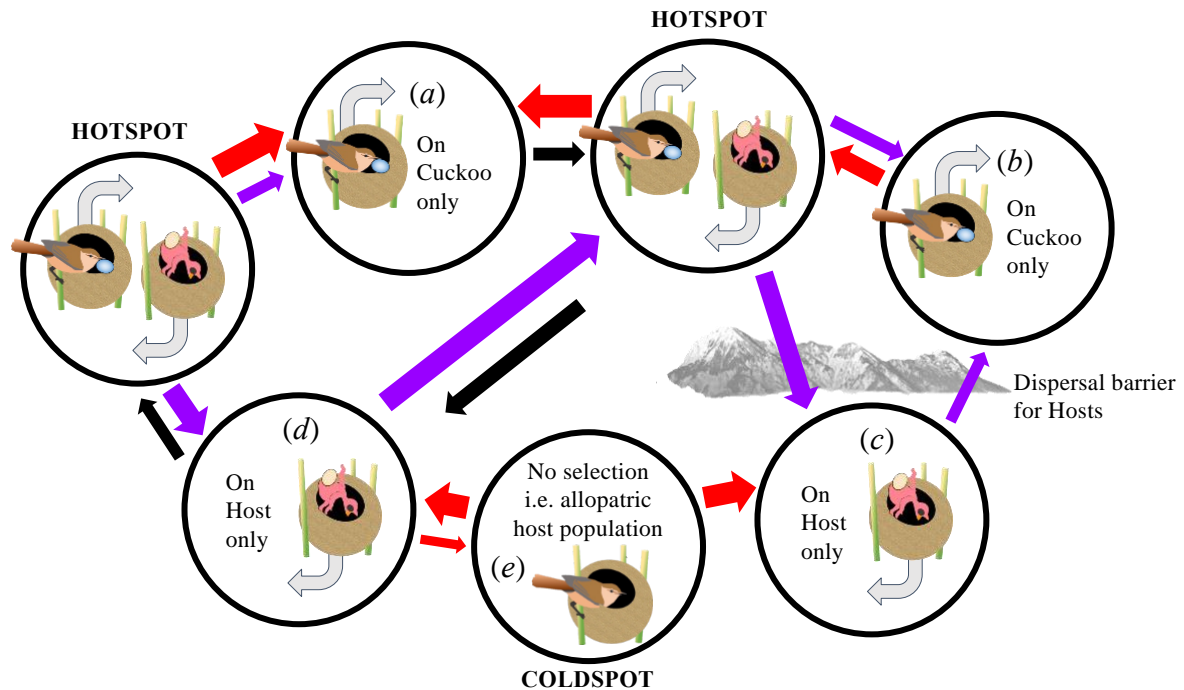 HOTSPOT
HOTSPOT
(a)
On
Cuckoo
only
(b)
On
Cuckoo
only
Dispersal barrier
for Hosts
(d)
On
Host
only
No selection
i.e. allopatric
host population
(e)
COLDSPOT
(c)
On
Host
only